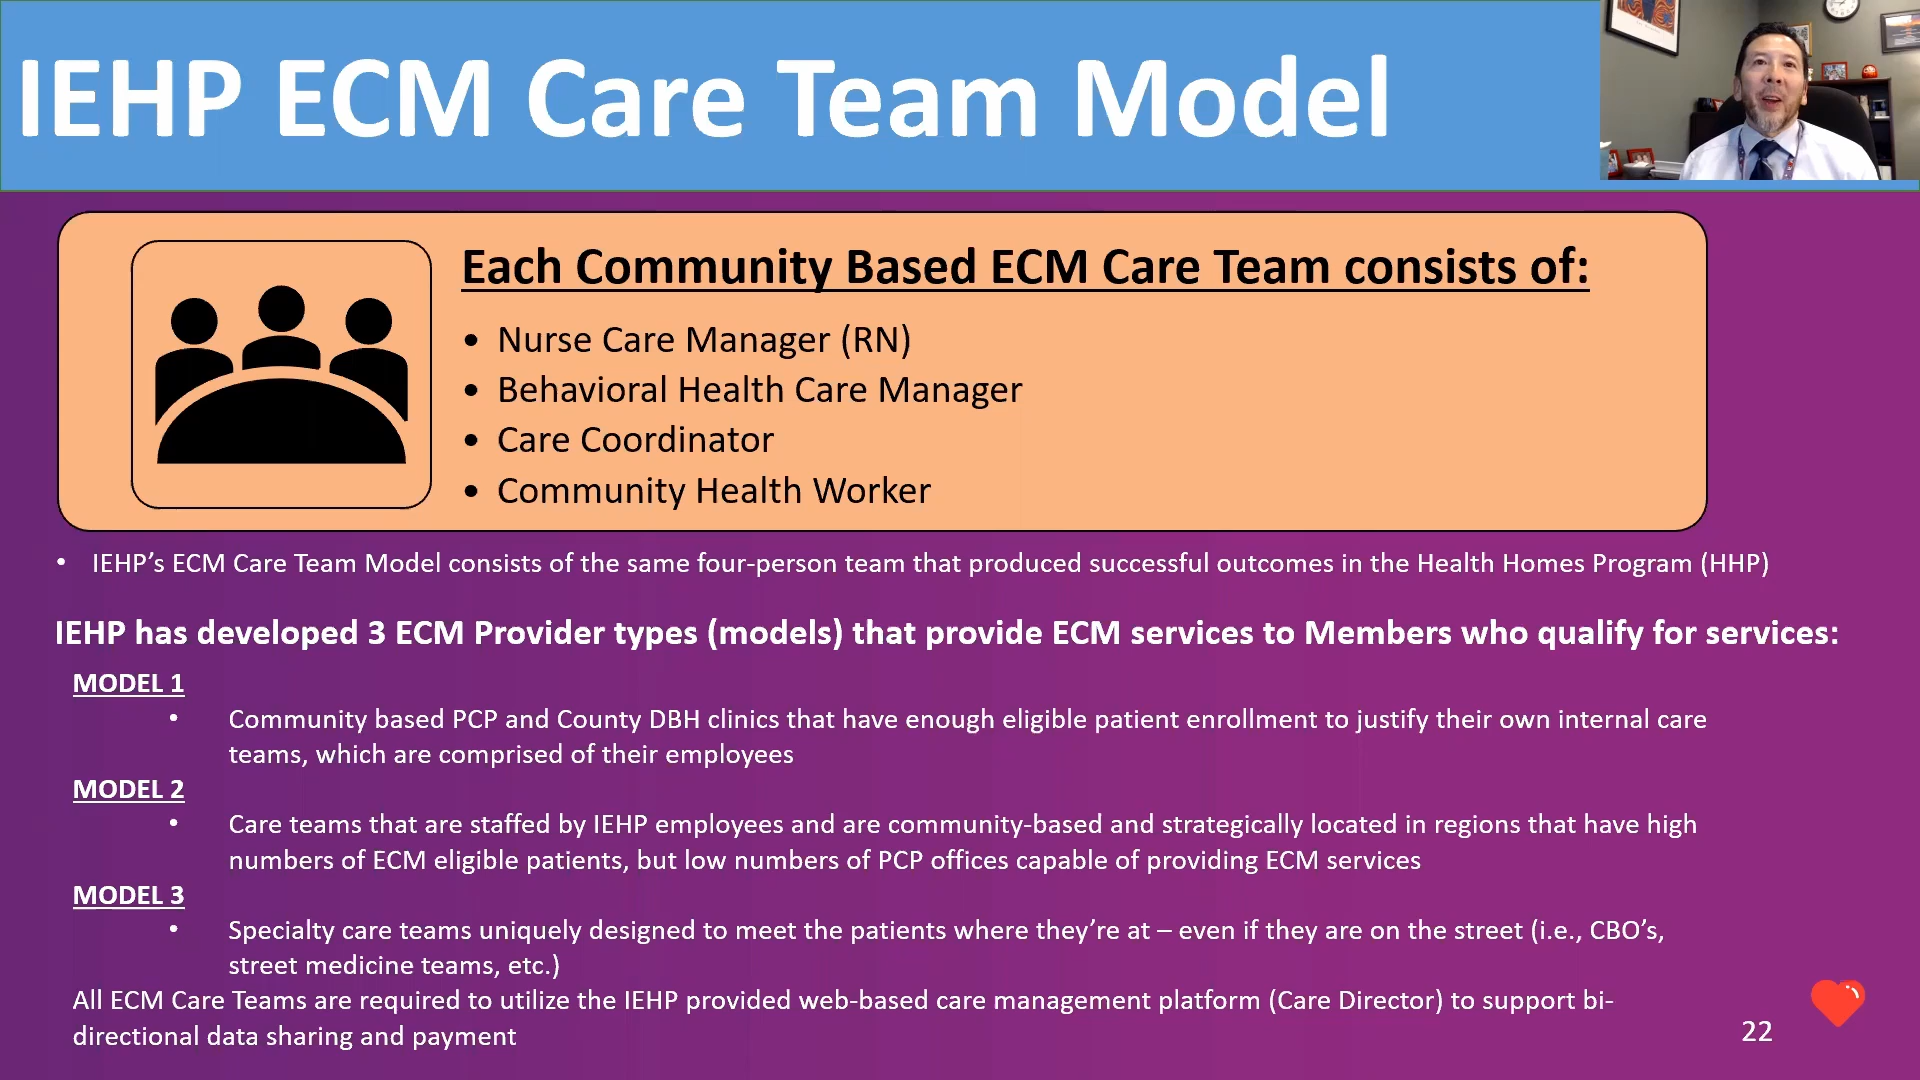 IEHP ECM Care Team Model
Each Community Based ECM Care Team consists of:
• Nurse Care Manager (RN)
• Behavioral Health Care Manager
• Care Coordinator
• Community Health Worker
• IEHP’s ECM Care Team Model consists of the same four-person team that produced successful outcomes in the Health Homes Program (HHP)
IEHP has developed 3 ECM Provider types (models) that provide ECM services to Members who qualify for services:
MODEL 1
• Community based PCP and County DBH clinics that have enough eligible patient enrollment to justify their own internal care
teams, which are comprised of their employees
MODEL 2
• Care teams that are staffed by IEHP employees and are community-based and strategically located in regions that have high
numbers of ECM eligible patients, but low numbers of PCP offices capable of providing ECM services
MODEL 3
• Specialty care teams uniquely designed to meet the patients where they’re at – even if they are on the street (i.e., CBO’s,
street medicine teams, etc.)
All ECM Care Teams are required to utilize the IEHP provided web-based care management platform (Care Director) to support bi-
directional data sharing and payment
22